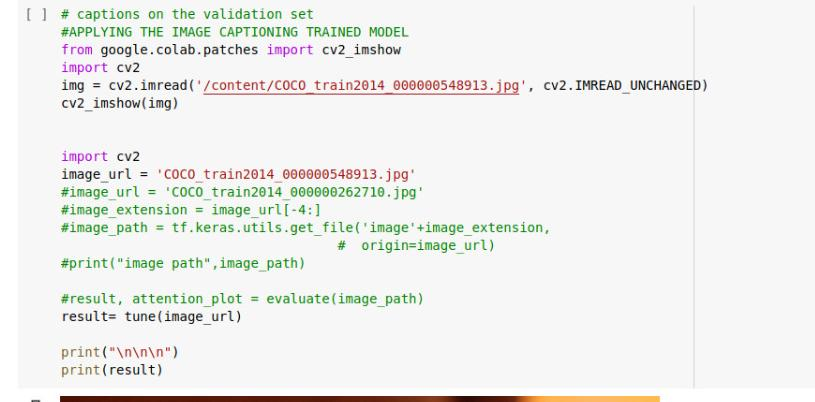 [ ] # captions on the validation set
#APPLYING THE IMAGE CAPTIONING TRAINED MODEL
from google.colab.patches import cv2_imshow
import cv2
img = cv2.imread('/content/COCO_train2014_000000548913.jpg', cv2.IMREAD_UNCHANGED)
cv2_imshow(img)
import cv2
image_url = 'COCO_train2014_000000548913.jpg'
#image_url = 'COCO_train2014_000000262710.jpg'
#image_extension = image_url[-4:]
#image_path = tf.keras.utils.get_file('image'+image_extension,
#  origin=image_url)
#print("image path",image_path)
#result, attention_plot = evaluate(image_path)
result= tune(image_url)
print("\n\n\n")
print(result)